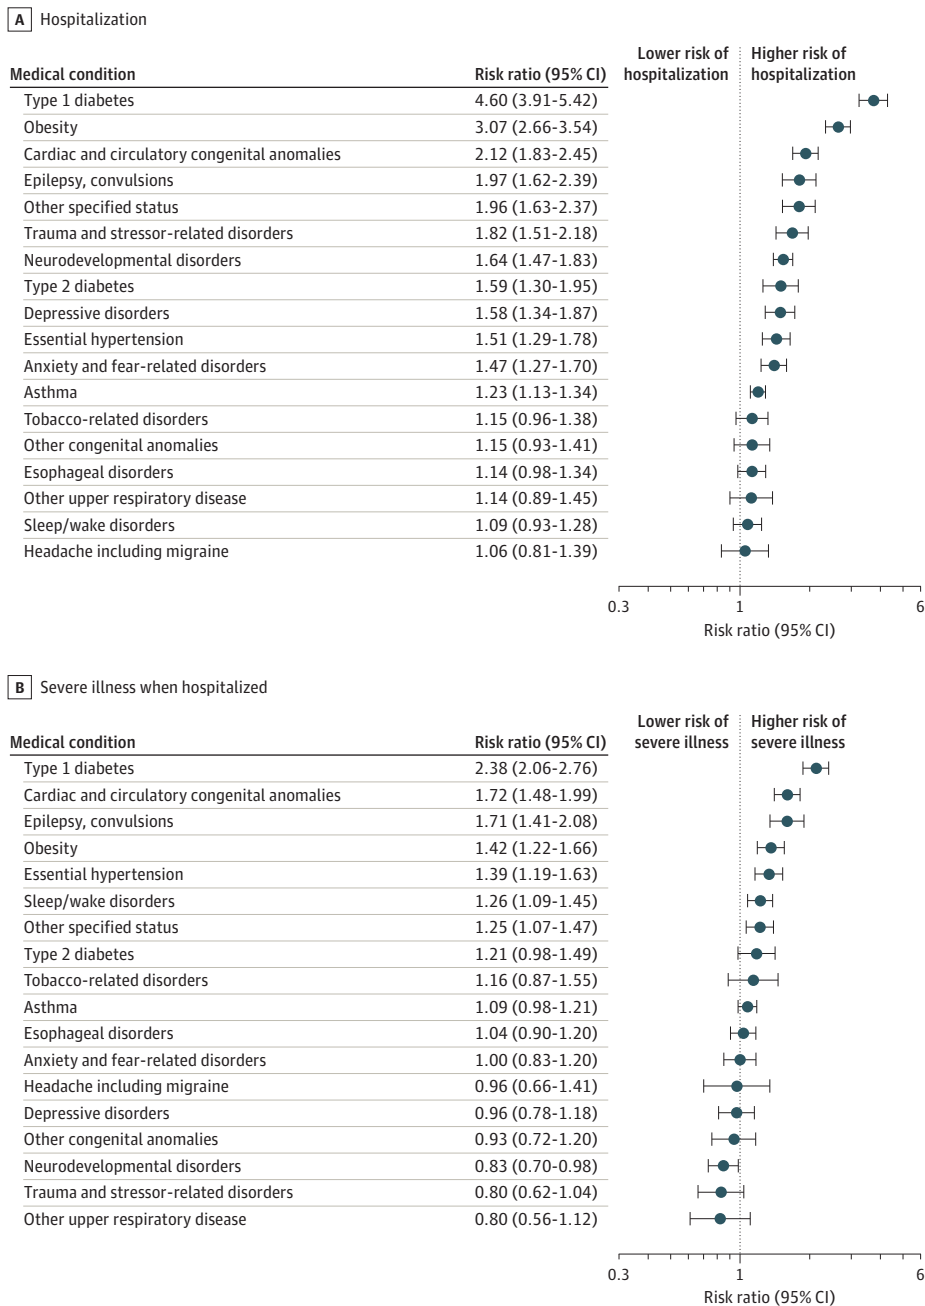 A Hospitalization
Lower risk of Higher risk of
Medical condition Risk ratio (95% CI) hospitalization hospitalization
Type 1 diabetes 4.60 (3.91-5.42)
Obesity 3.07 (2.66-3.54)
Cardiac and circulatory congenital anomalies 2.12 (1.83-2.45)
Epilepsy, convulsions 1.97 (1.62-2.39)
Other specified status 1.96 (1.63-2.37)
Trauma and stressor-related disorders 1.82 (1.51-2.18)
Neurodevelopmental disorders 1.64 (1.47-1.83)
Type 2 diabetes 1.59 (1.30-1.95)
Depressive disorders 1.58 (1.34-1.87)
Essential hypertension 1.51 (1.29-1.78)
Anxiety and fear-related disorders 1.47 (1.27-1.70)
Asthma 1.23 (1.13-1.34)
Tobacco-related disorders 1.15 (0.96-1.38)
Other congenital anomalies 1.15 (0.93-1.41)
Esophageal disorders 1.14 (0.98-1.34)
Other upper respiratory disease 1.14 (0.89-1.45)
Sleep/wake disorders 1.09 (0.93-1.28)
Headache including migraine 1.06 (0.81-1.39)
0.3 1 6
Risk ratio (95% CI)
B Severe illness when hospitalized
Lower risk of Higher risk of
Medical condition Risk ratio (95% CI) severe illness severe illness
Type 1 diabetes 2.38 (2.06-2.76)
Cardiac and circulatory congenital anomalies 1.72 (1.48-1.99)
Epilepsy, convulsions 1.71 (1.41-2.08)
Obesity 1.42 (1.22-1.66)
Essential hypertension 1.39 (1.19-1.63)
Sleep/wake disorders 1.26 (1.09-1.45)
Other specified status 1.25 (1.07-1.47)
Type 2 diabetes 1.21 (0.98-1.49)
Tobacco-related disorders 1.16 (0.87-1.55)
Asthma 1.09 (0.98-1.21)
Esophageal disorders 1.04 (0.90-1.20)
Anxiety and fear-related disorders 1.00 (0.83-1.20)
Headache including migraine 0.96 (0.66-1.41)
Depressive disorders 0.96 (0.78-1.18)
Other congenital anomalies 0.93 (0.72-1.20)
Neurodevelopmental disorders 0.83 (0.70-0.98)
Trauma and stressor-related disorders 0.80 (0.62-1.04)
Other upper respiratory disease 0.80 (0.56-1.12)
0.3 1 6
Risk ratio (95% CI)